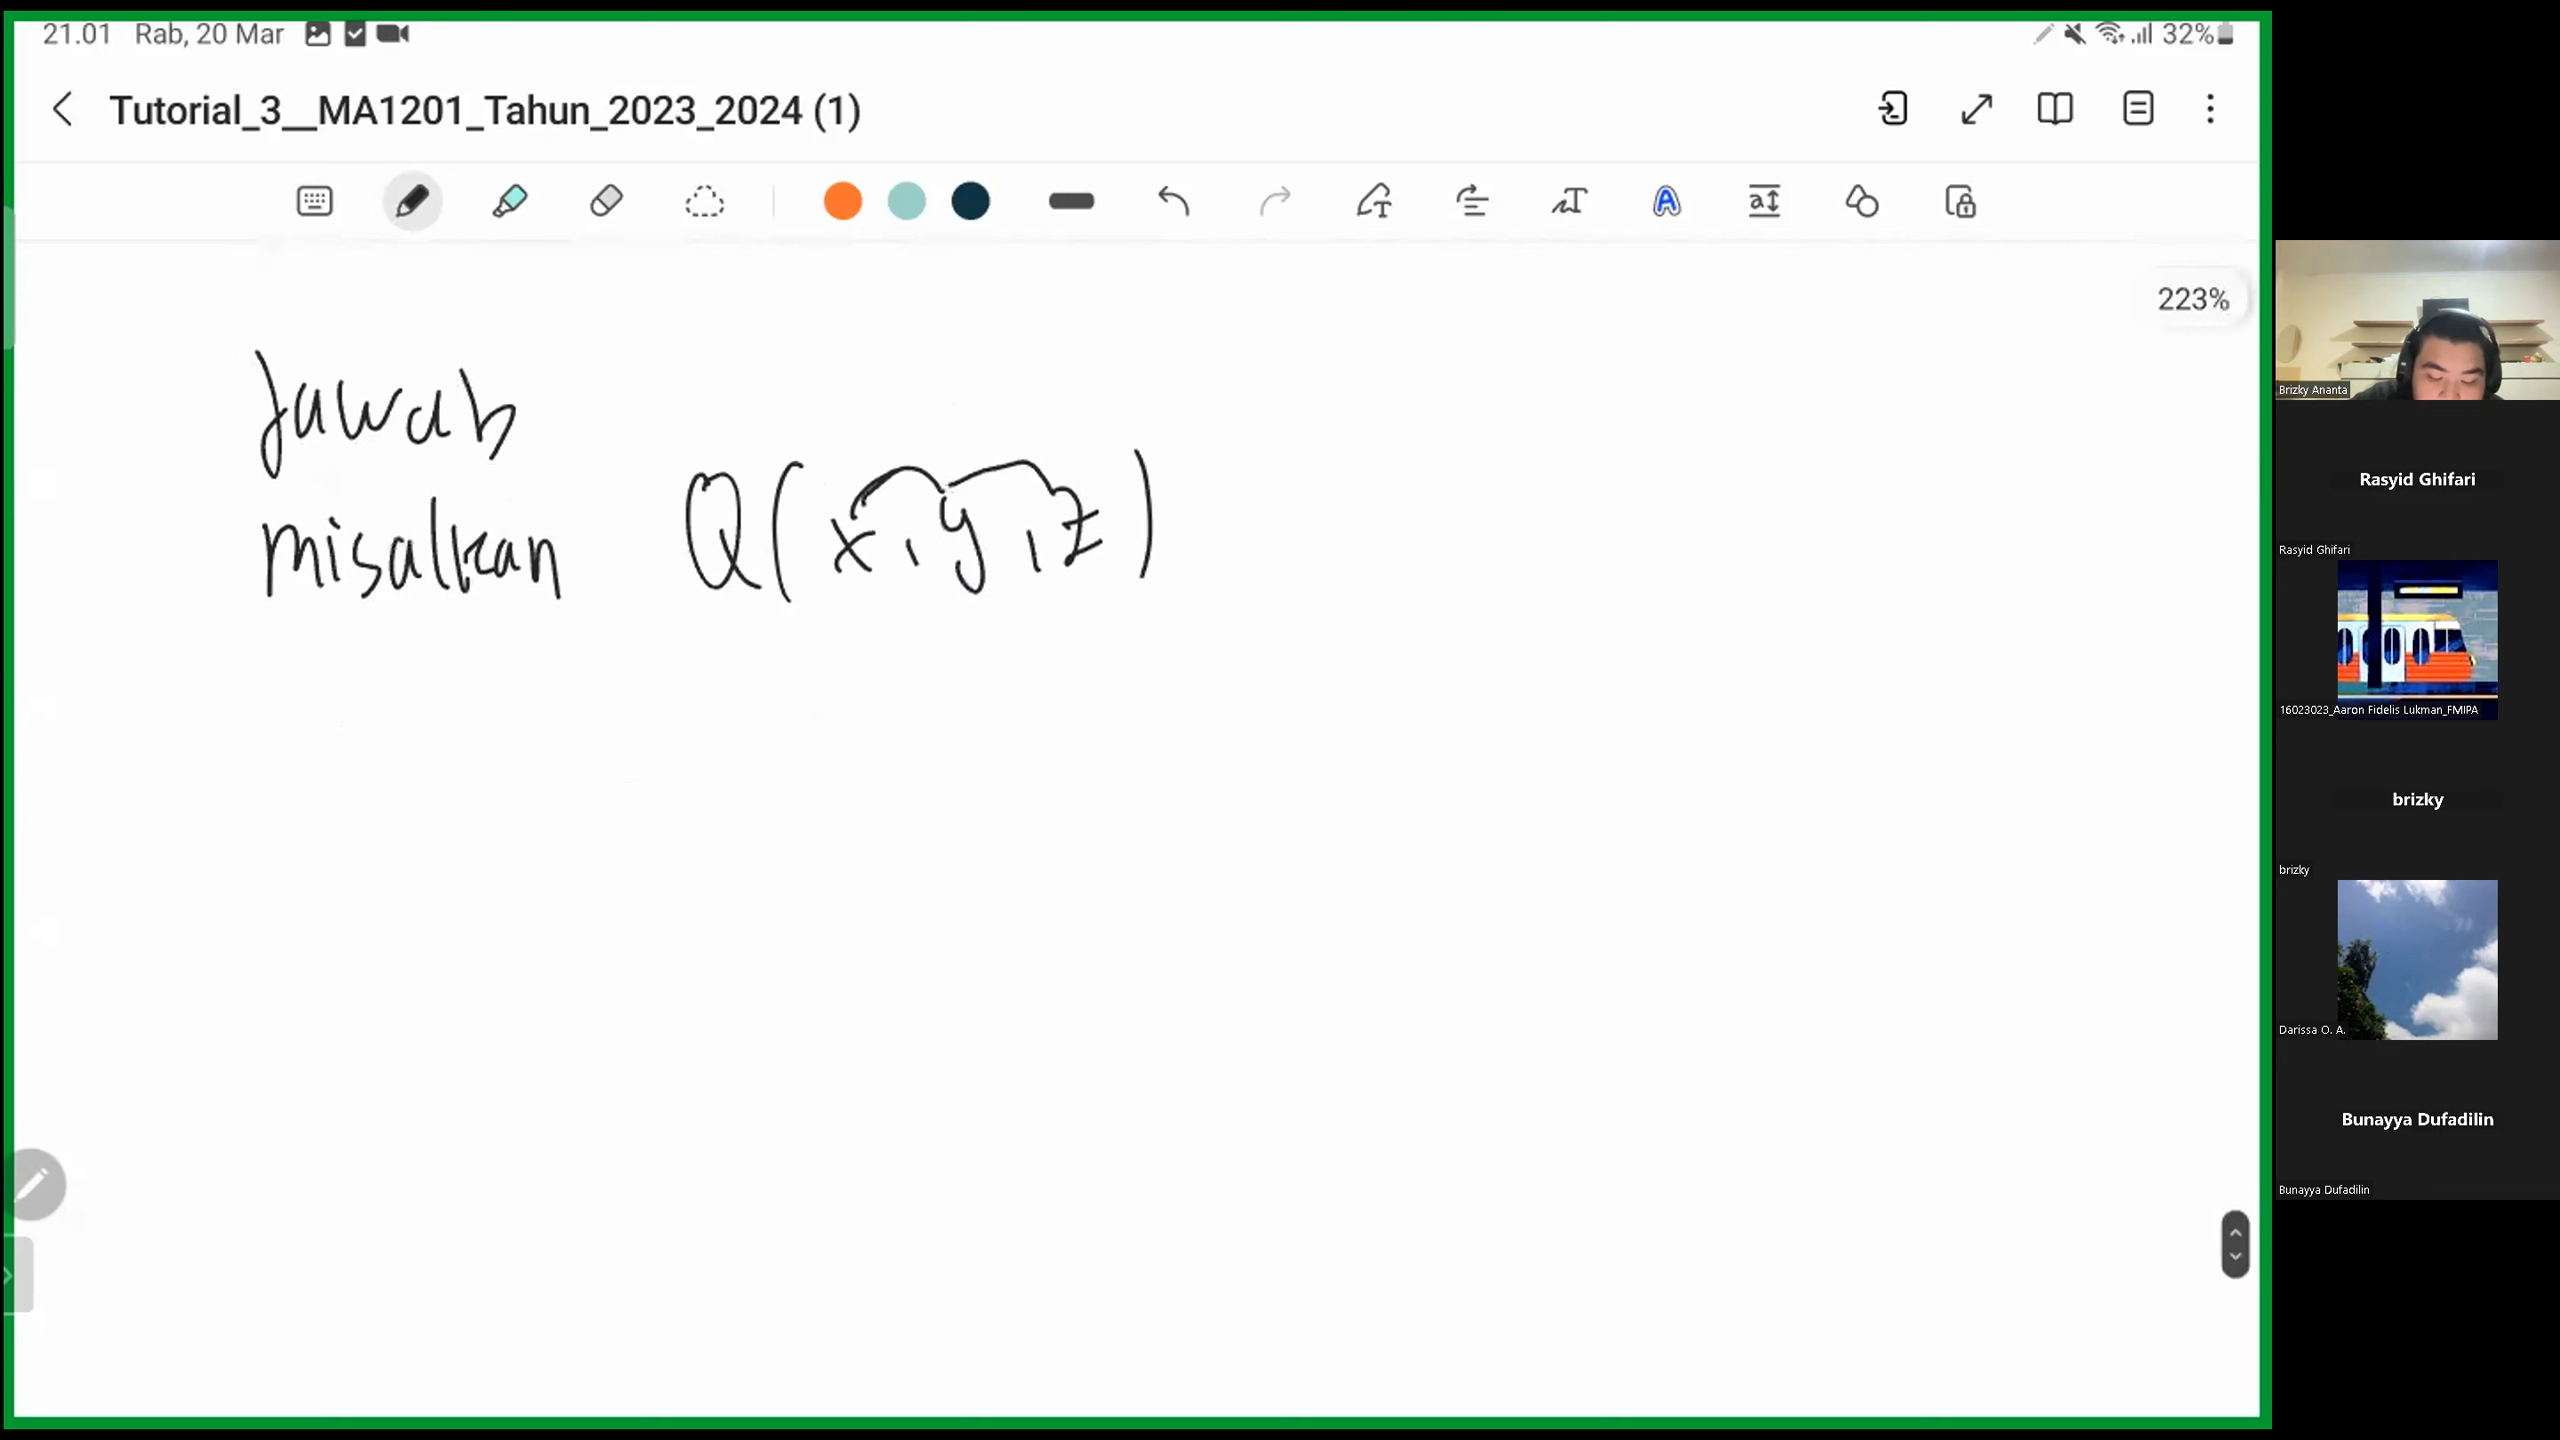 21.01 Rab, 20 Mar 32%
Tutorial_3__MA1201_Tahun_2023_2024 (1)
223%
Jawab
misalkan Q(x,y,z)
Brizky Ananta
Rasyid Ghifari
Rasyid Ghifari
16023023_Aaron Fidelis Lukman_FMIPA
brizky
brizky
Darissa O. A.
Bunayya Dufadilin
Bunayya Dufadilin